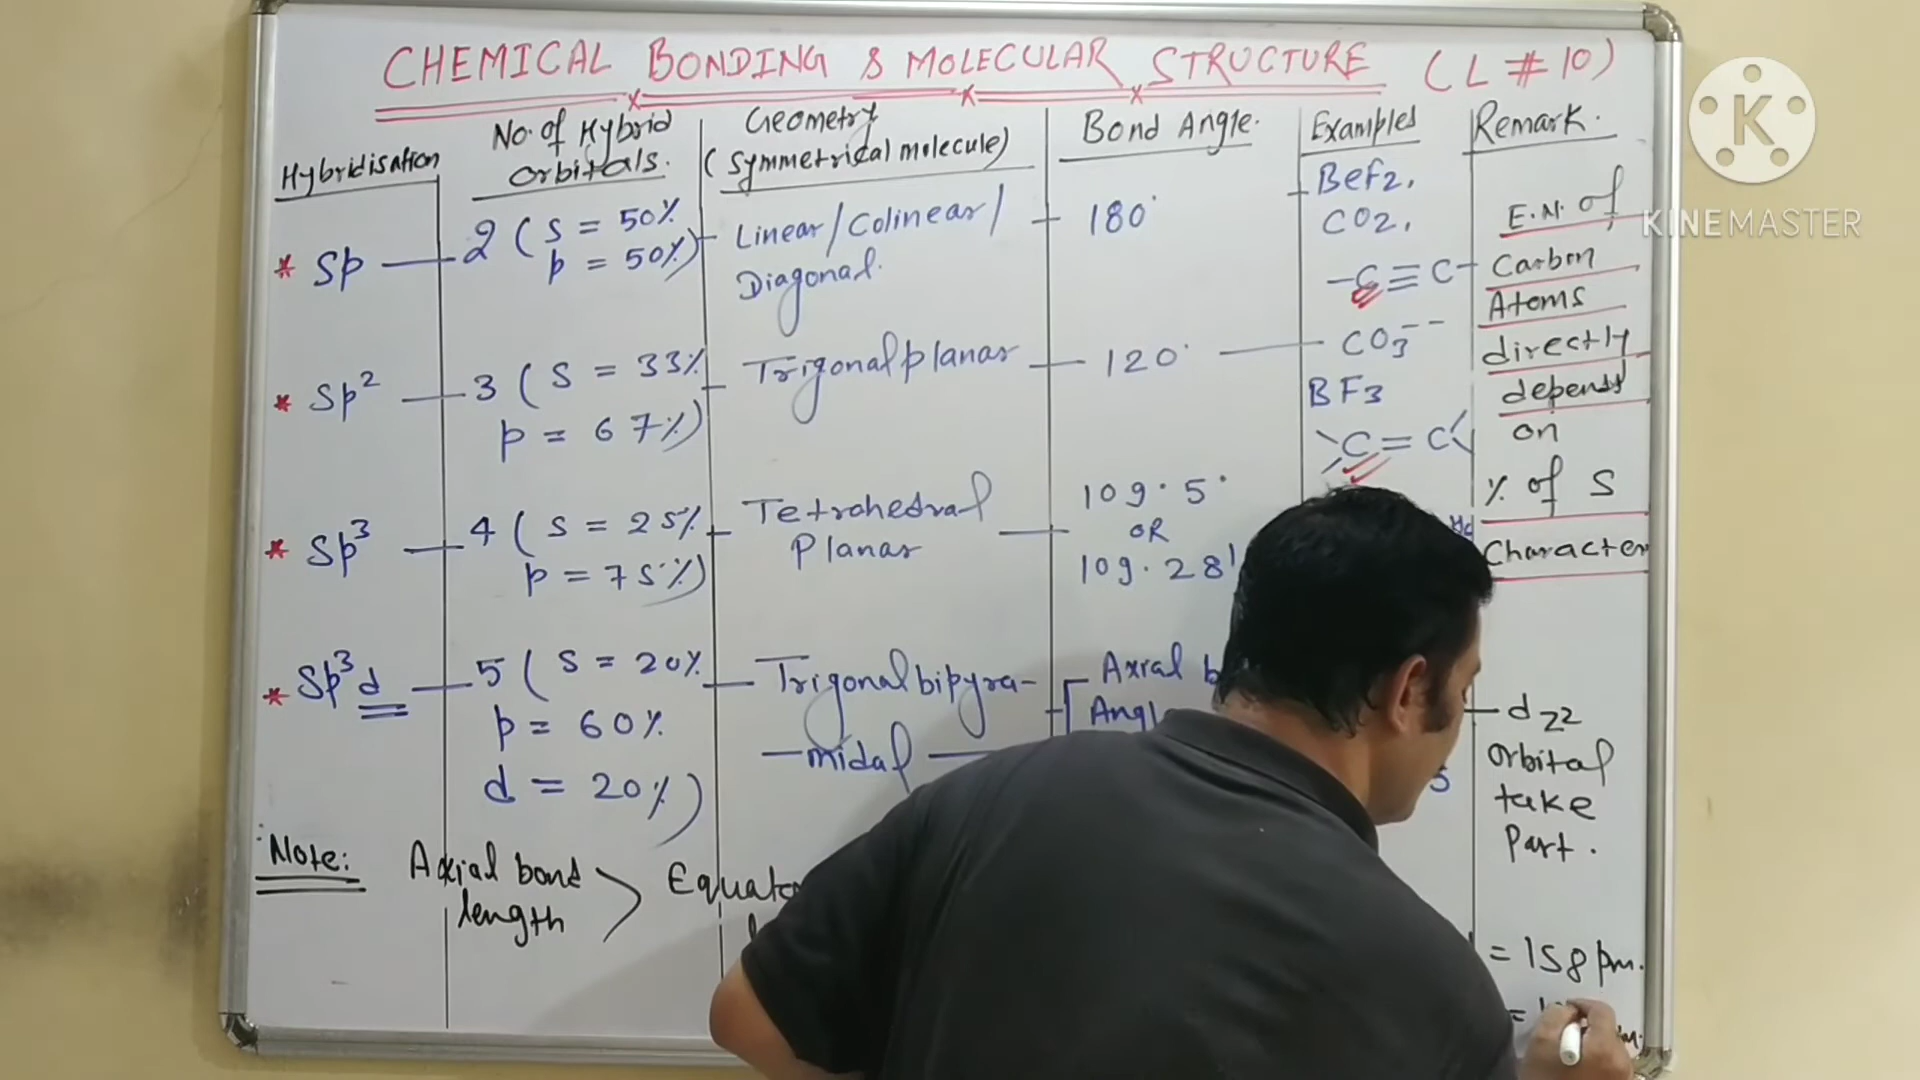 CHEMICAL BONDING & MOLECULAR STRUCTURE (L # 10)
Hybridisation
No. of Hybrid
orbitals.
Geometry
(Symmetrical molecule)
Bond Angle.
Examples
Remark.
* Sp
2 (S = 50%
p = 50%)
Linear/Colinear/
Diagonal.
180°
BeF2,
CO2,
-C≡C-
E.N. of
Carbon
Atoms
directly
depends
on
% of S
Character
* Sp2
3 (S = 33%
p = 67%)
Trigonal planar
120°
CO3--
BF3
C=C
* Sp3
4 (S = 25%
p = 75%)
Tetrahedral
Planar
109.5°
OR
109.28'
* Sp3d
5 (S = 20%
p = 60%
d = 20%)
Trigonal bipyra-
-midal
Axial
dz2
orbital
take
Part.
Note:
Axial bond
length
>
= 158 pm.
K
KINEMASTER